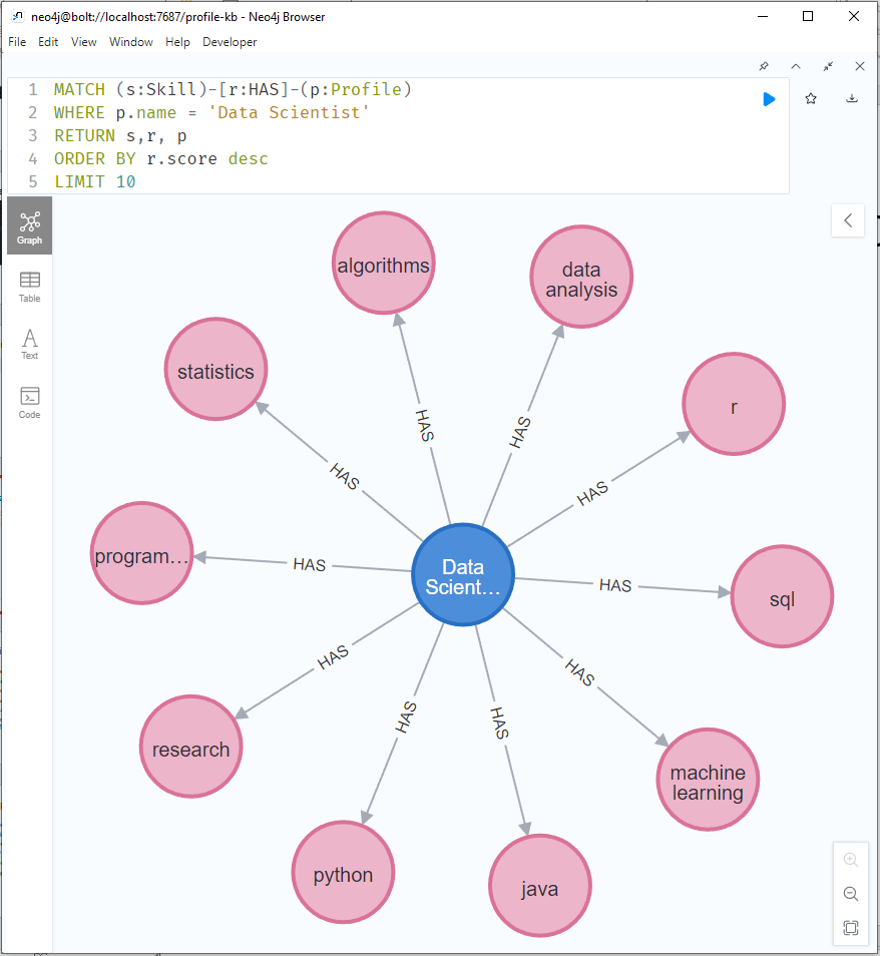 neo4j@bolt://localhost:7687/profile-kb - Neo4j Browser
File Edit View Window Help Developer
1 MATCH (s:Skill)-[r:HAS]-(p:Profile)
2 WHERE p.name = 'Data Scientist'
3 RETURN s,r, p
4 ORDER BY r.score desc
5 LIMIT 10
Graph
Table
Text
Code
algorithms
data
analysis
statistics
r
HAS
HAS
HAS
HAS
program...
HAS
Data
Scient...
HAS
sql
HAS
HAS
HAS
HAS
research
machine
learning
python
java